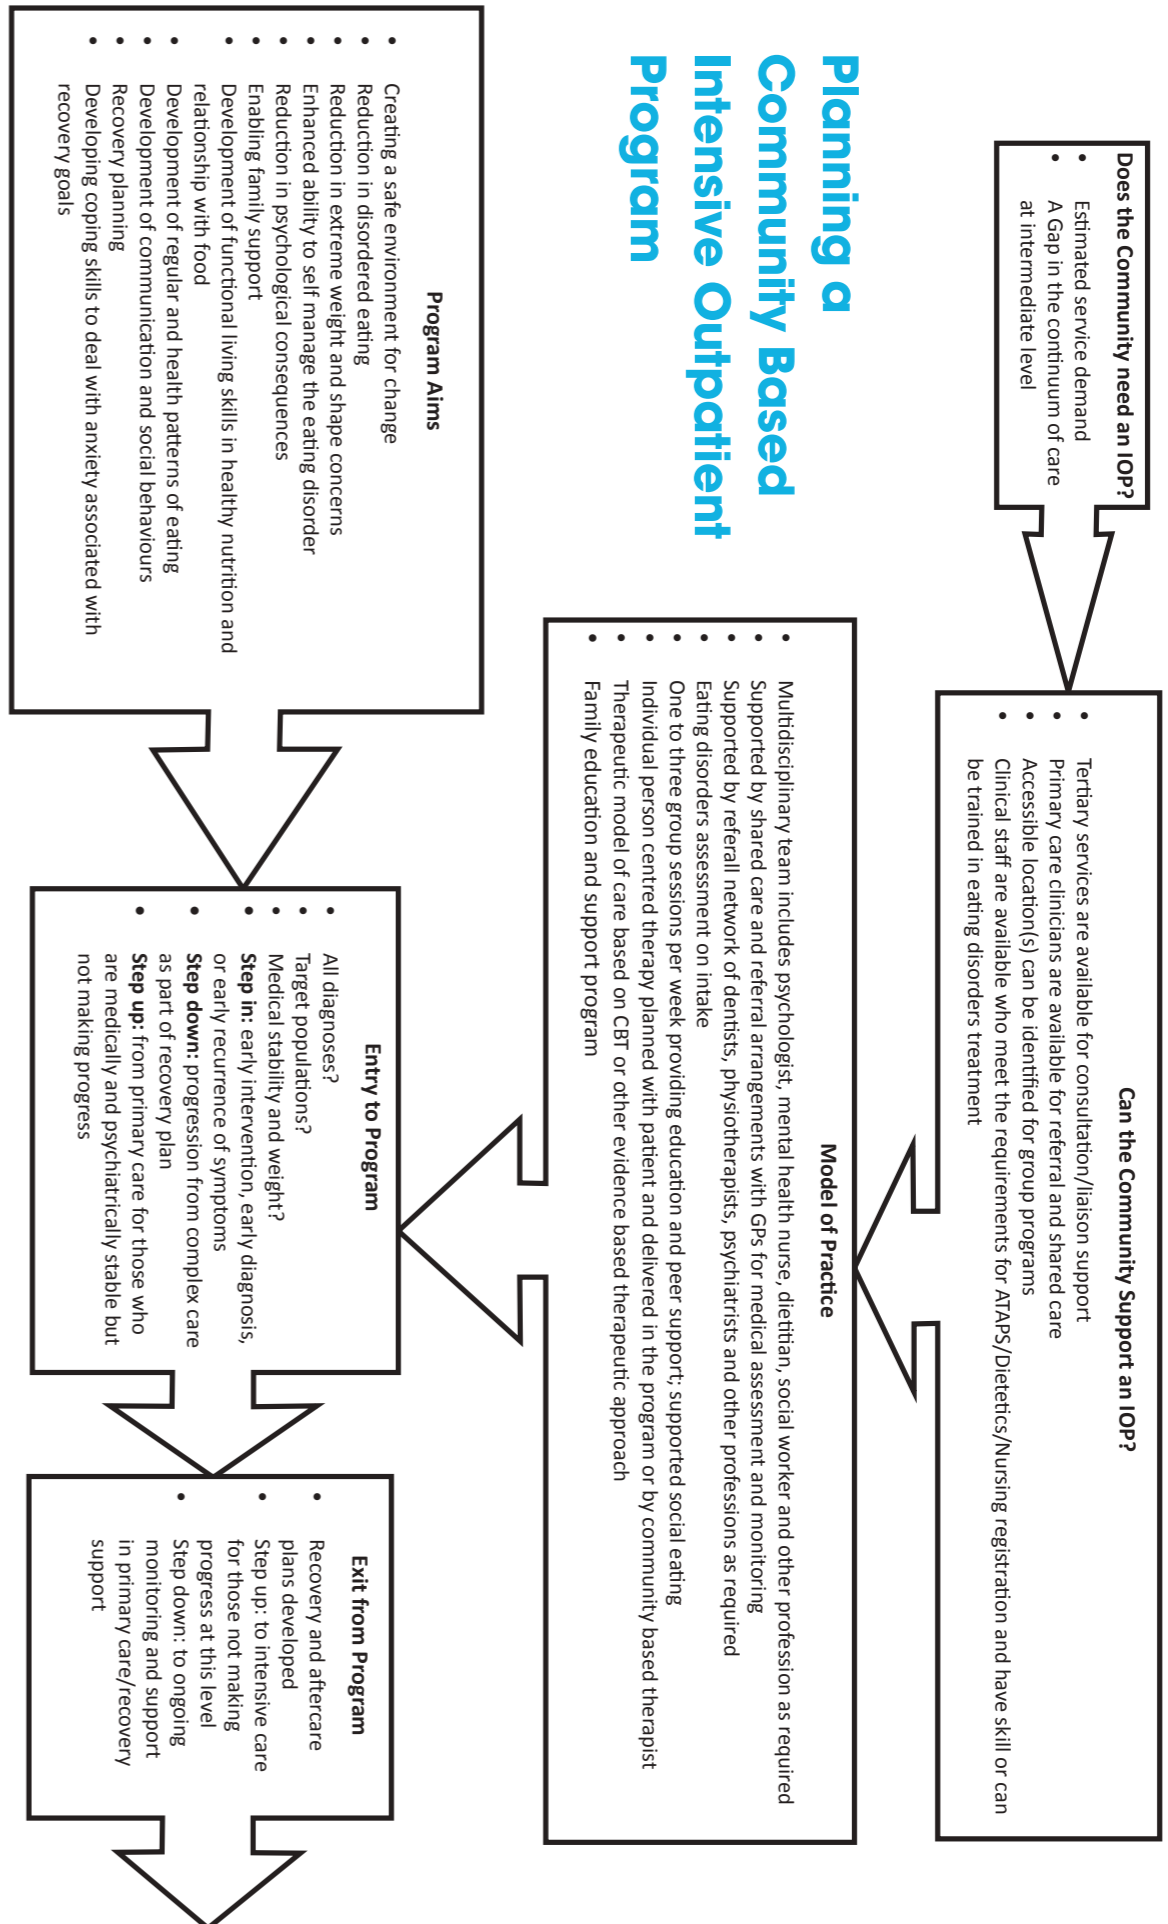 Planning a
Community Based
Intensive Outpatient
Program
Does the Community need an IOP?
• Estimated service demand
• A Gap in the continuum of care
at intermediate level
Can the Community Support an IOP?
• Tertiary services are available for consultation/liaison support
• Primary care clinicians are available for referral and shared care
• Accessible location(s) can be identified for group programs
• Clinical staff are available who meet the requirements for ATAPS/Dietetics/Nursing registration and have skill or can
be trained in eating disorders treatment
Model of Practice
• Multidisciplinary team includes psychologist, mental health nurse, dietitian, social worker and other profession as required
• Supported by shared care and referral arrangements with GPs for medical assessment and monitoring
• Supported by referall network of dentists, physiotherapists, psychiatrists and other professions as required
• Eating disorders assessment on intake
• One to three group sessions per week providing education and peer support; supported social eating
• Individual person centred therapy planned with patient and delivered in the program or by community based therapist
• Therapeutic model of care based on CBT or other evidence based therapeutic approach
• Family education and support program
Program Aims
• Creating a safe environment for change
• Reduction in disordered eating
• Reduction in extreme weight and shape concerns
• Enhanced ability to self manage the eating disorder
• Reduction in psychological consequences
• Enabling family support
• Development of functional living skills in healthy nutrition and
relationship with food
• Development of regular and health patterns of eating
• Development of communication and social behaviours
• Recovery planning
• Developing coping skills to deal with anxiety associated with
recovery goals
Entry to Program
• All diagnoses?
• Target populations?
• Medical stability and weight?
• Step in: early intervention, early diagnosis,
or early recurrence of symptoms
• Step down: progression from complex care
as part of recovery plan
• Step up: from primary care for those who
are medically and psychiatrically stable but
not making progress
Exit from Program
• Recovery and aftercare
plans developed
• Step up: to intensive care
for those not making
progress at this level
• Step down: to ongoing
monitoring and support
in primary care/recovery
support